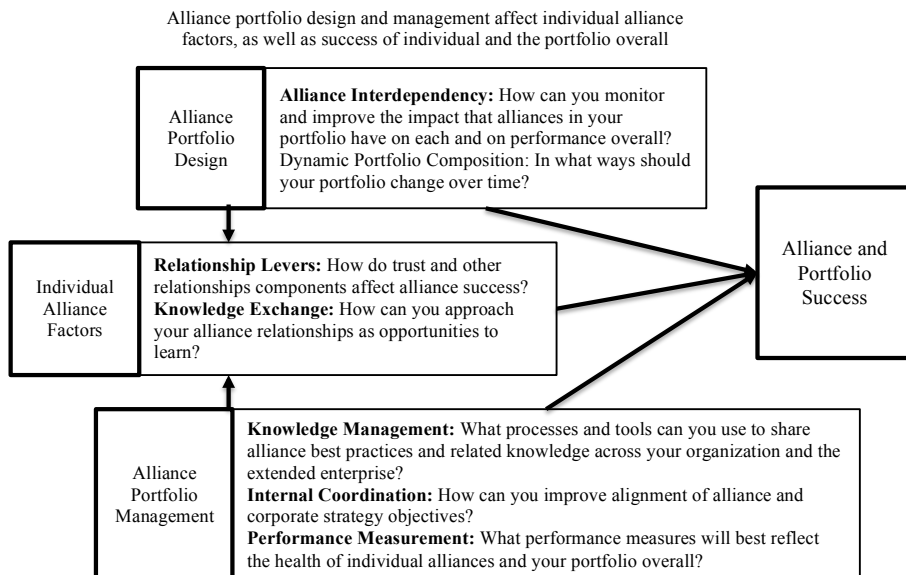 Alliance portfolio design and management affect individual alliance
factors, as well as success of individual and the portfolio overall
Alliance
Portfolio
Design
Alliance Interdependency: How can you monitor
and improve the impact that alliances in your
portfolio have on each and on performance overall?
Dynamic Portfolio Composition: In what ways should
your portfolio change over time?
Individual
Alliance
Factors
Relationship Levers: How do trust and other
relationships components affect alliance success?
Knowledge Exchange: How can you approach
your alliance relationships as opportunities to
learn?
Alliance and
Portfolio
Success
Alliance
Portfolio
Management
Knowledge Management: What processes and tools can you use to share
alliance best practices and related knowledge across your organization and the
extended enterprise?
Internal Coordination: How can you improve alignment of alliance and
corporate strategy objectives?
Performance Measurement: What performance measures will best reflect
the health of individual alliances and your portfolio overall?